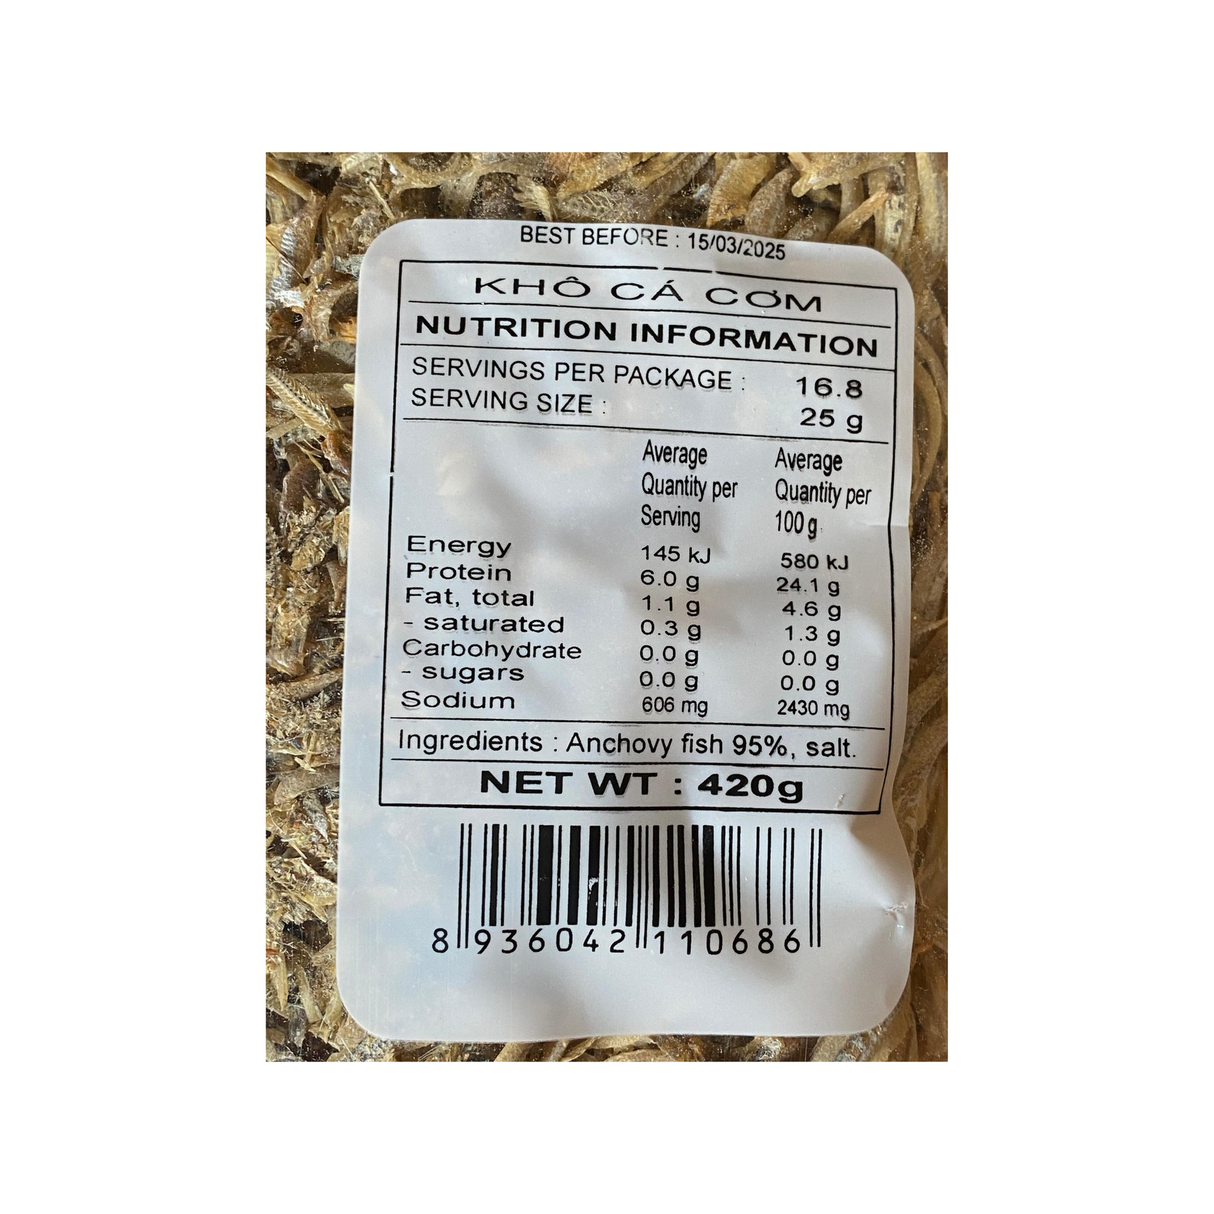 BEST BEFORE : 15/03/2025
KHÔ CÁ CƠM
NUTRITION INFORMATION
SERVINGS PER PACKAGE : 16.8
SERVING SIZE : 25 g
Average Quantity per Serving Average Quantity per 100 g
Energy 145 kJ 580 kJ
Protein 6.0 g 24.1 g
Fat, total 1.1 g 4.6 g
- saturated 0.3 g 1.3 g
Carbohydrate 0.0 g 0.0 g
- sugars 0.0 g 0.0 g
Sodium 606 mg 2430 mg
Ingredients : Anchovy fish 95%, salt.
NET WT : 420g
8 936042 110686